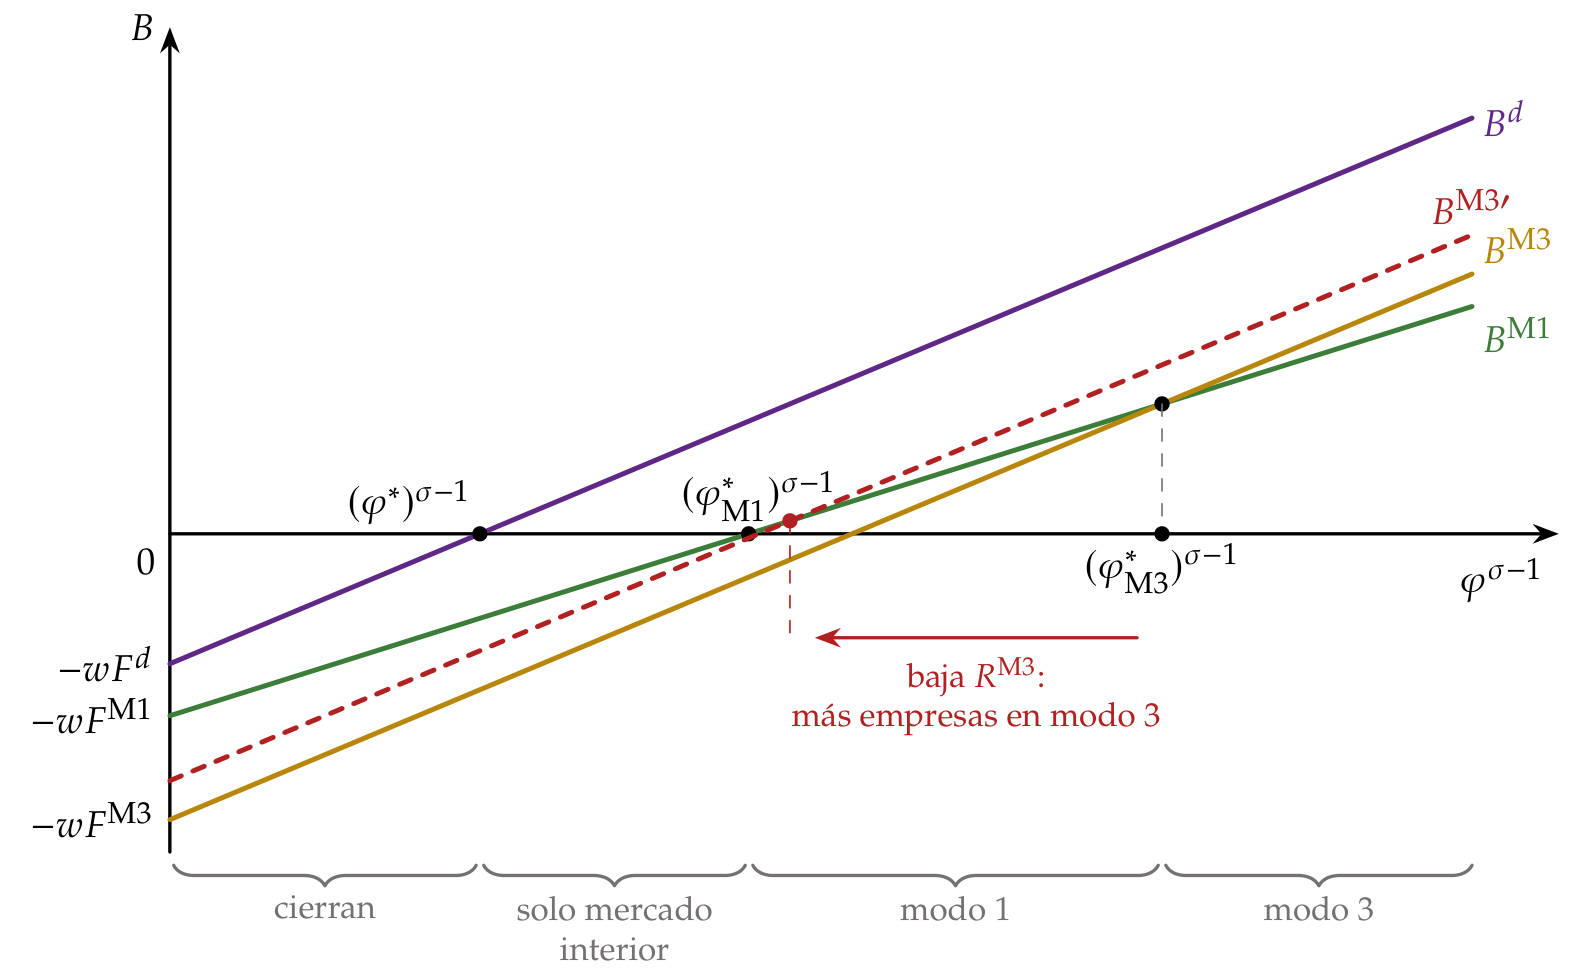 B
B^d
B^M3′
B^M3
B^M1
(φ*)^σ−1
(φ*_M1)^σ−1
0
(φ*_M3)^σ−1
φ^σ−1
−wF^d
−wF^M1
−wF^M3
baja R^M3:
más empresas en modo 3
cierran
solo mercado
interior
modo 1
modo 3